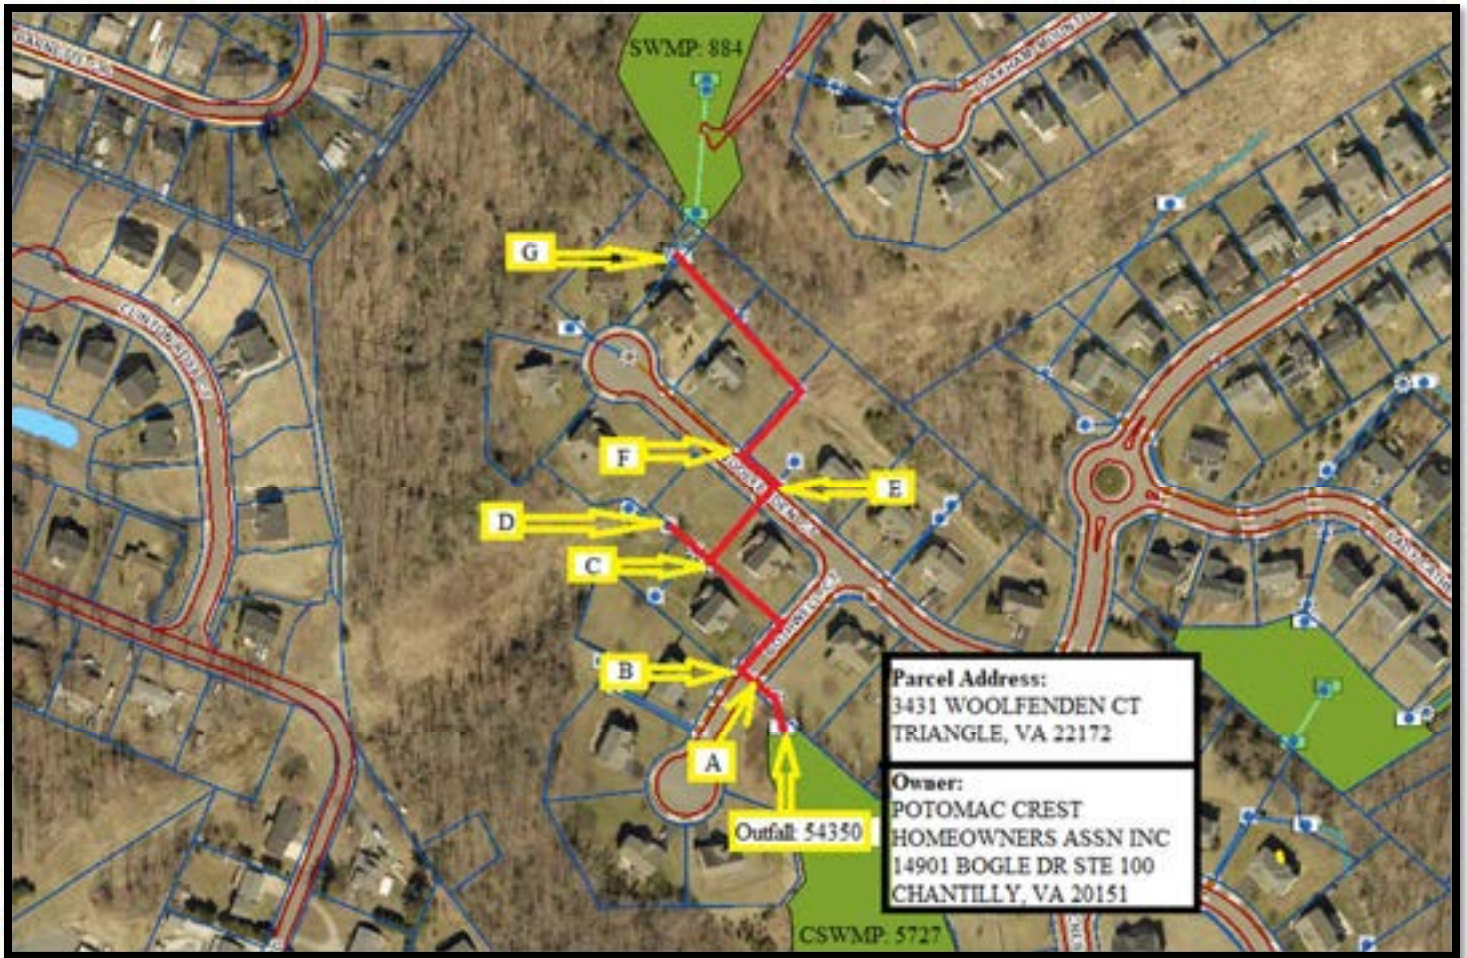 SWMP: 884
G
F
E
D
C
B
A
Outfall: 54350
Parcel Address:
3431 WOOLFENDEN CT
TRIANGLE, VA 22172
Owner:
POTOMAC CREST
HOMEOWNERS ASSN INC
14901 BOGLE DR STE 100
CHANTILLY, VA 20151
CSWMP: 5727